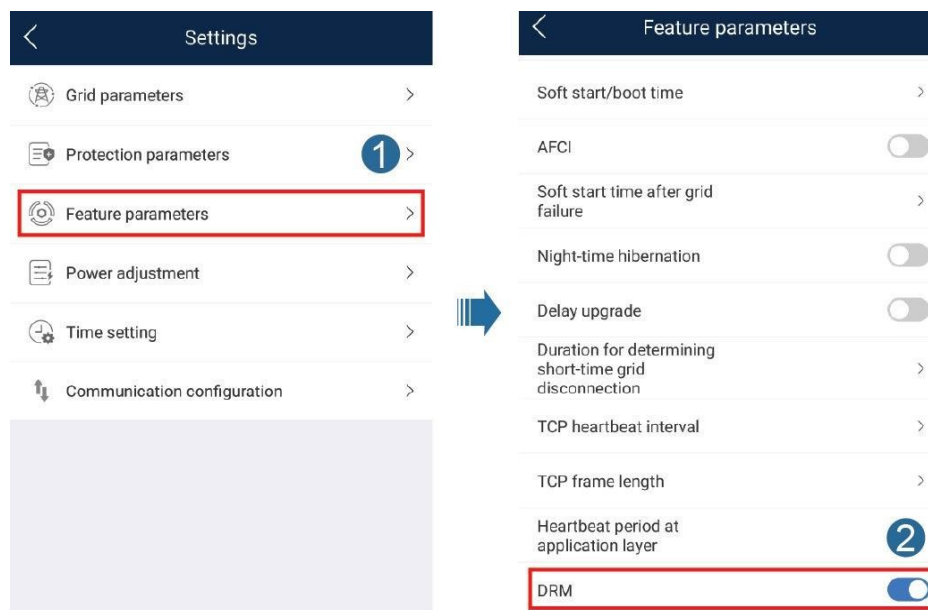 Settings
Grid parameters
Protection parameters
1
Feature parameters
Power adjustment
Time setting
Communication configuration
Feature parameters
Soft start/boot time
AFCI
Soft start time after grid
failure
Night-time hibernation
Delay upgrade
Duration for determining
short-time grid
disconnection
TCP heartbeat interval
TCP frame length
Heartbeat period at
application layer
2
DRM